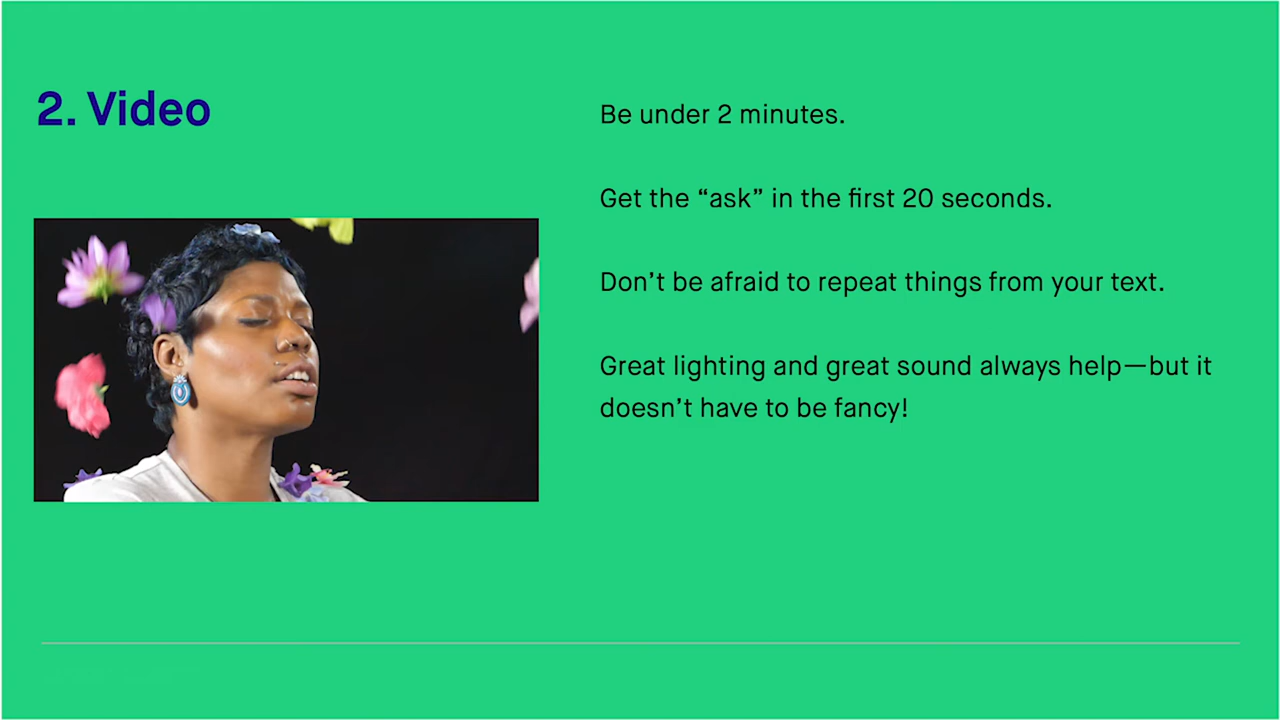 2. Video
Be under 2 minutes.
Get the “ask” in the first 20 seconds.
Don’t be afraid to repeat things from your text.
Great lighting and great sound always help—but it
doesn’t have to be fancy!